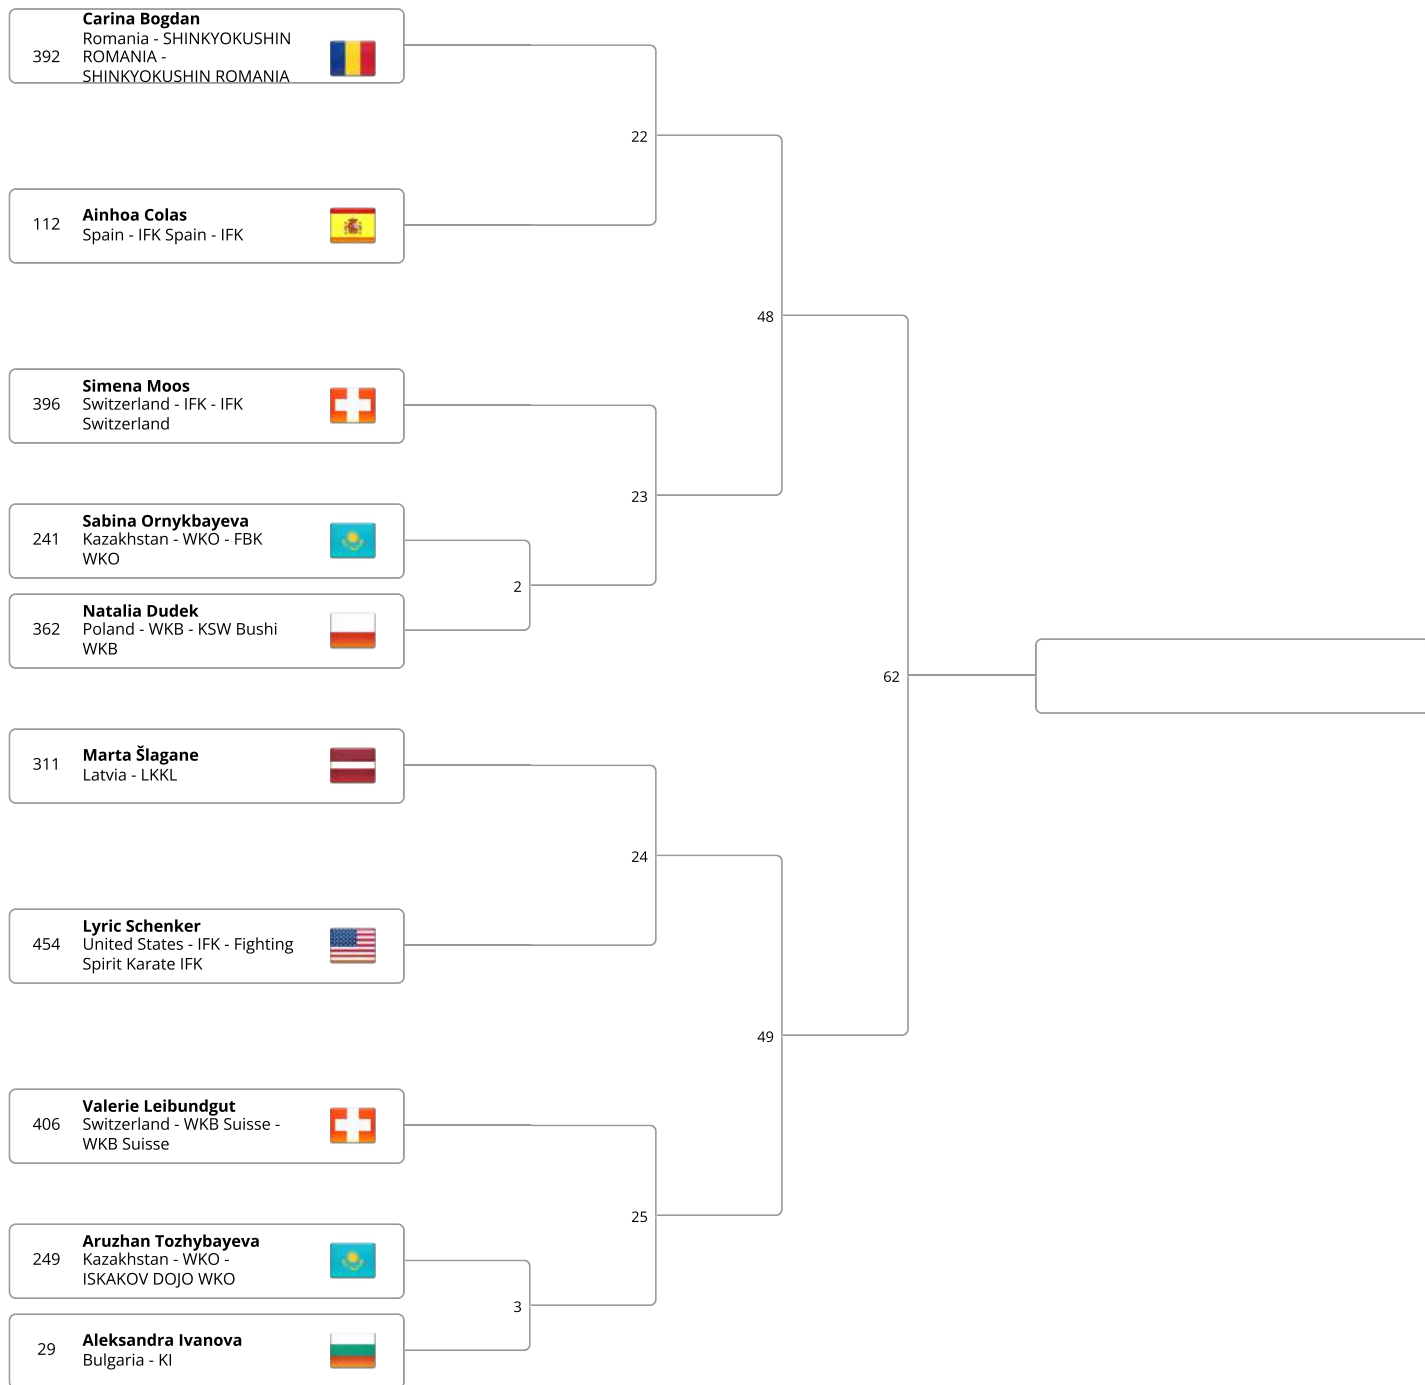 Carina Bogdan
392
Romania - SHINKYOKUSHIN
ROMANIA -
SHINKYOKUSHIN ROMANIA
22
112
Ainhoa Colas
Spain - IFK Spain - IFK
48
396
Simena Moos
Switzerland - IFK - IFK
Switzerland
23
241
Sabina Ornykbayeva
Kazakhstan - WKO - FBK
WKO
2
362
Natalia Dudek
Poland - WKB - KSW Bushi
WKB
62
311
Marta Šlagane
Latvia - LKKL
24
454
Lyric Schenker
United States - IFK - Fighting
Spirit Karate IFK
49
406
Valerie Leibundgut
Switzerland - WKB Suisse -
WKB Suisse
25
249
Aruzhan Tozhybayeva
Kazakhstan - WKO -
ISKAKOV DOJO WKO
3
29
Aleksandra Ivanova
Bulgaria - KI